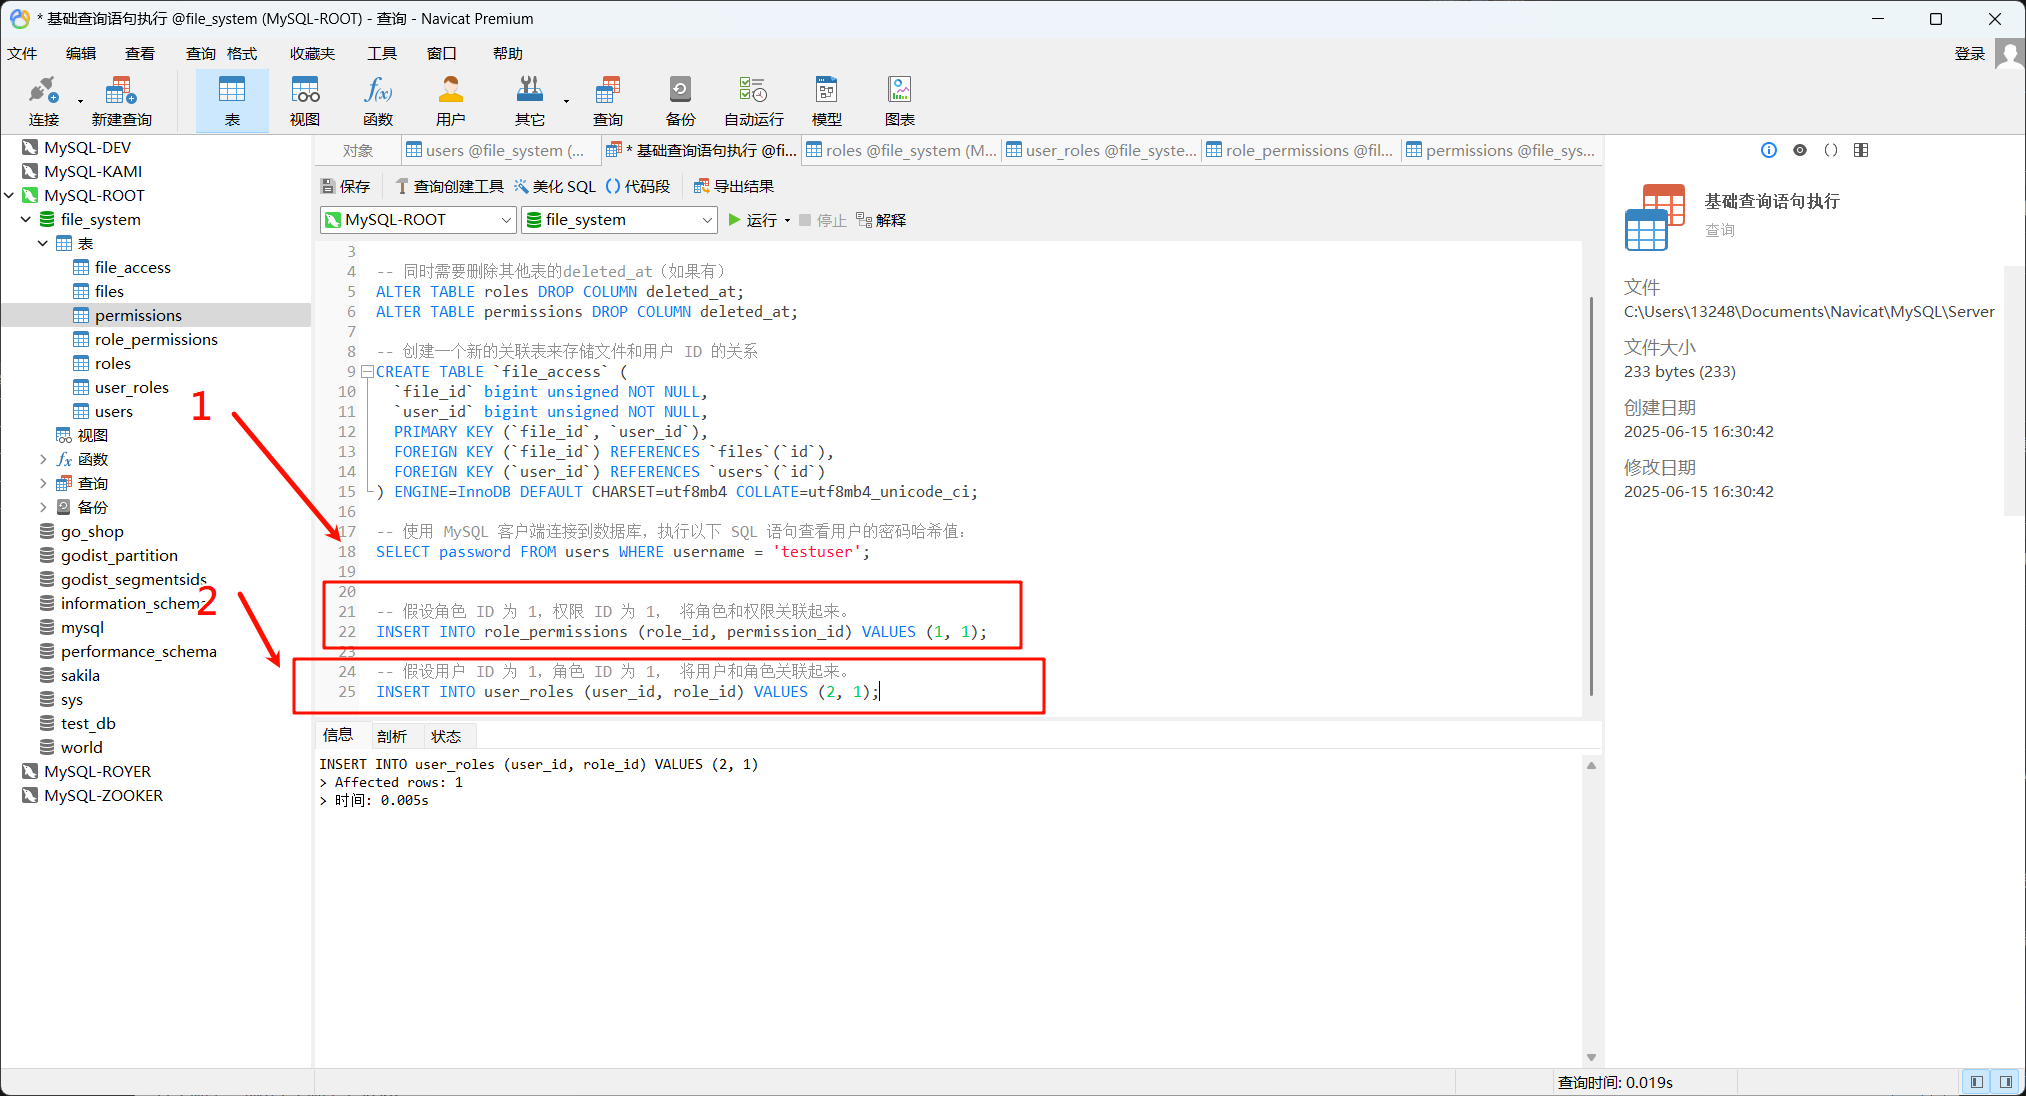 * 基础查询语句执行 @file_system (MySQL-ROOT) - 查询 - Navicat Premium
文件 编辑 查看 查询 格式 收藏夹 工具 窗口 帮助 登录
连接 新建查询 表 视图 函数 用户 其它 查询 备份 自动运行 模型 图表
MySQL-DEV
MySQL-KAMI
MySQL-ROOT
file_system
表
file_access
files
permissions
role_permissions
roles
user_roles
users
视图
函数
查询
备份
go_shop
godist_partition
godist_segmentsids
information_schem
mysql
performance_schema
sakila
sys
test_db
world
MySQL-ROYER
MySQL-ZOOKER
1
2
对象 users @file_system (... * 基础查询语句执行 @fi... roles @file_system (M... user_roles @file_syste... role_permissions @fil... permissions @file_sys...
保存 查询创建工具 美化 SQL 代码段 导出结果
MySQL-ROOT file_system 运行 停止 解释
3
4 -- 同时需要删除其他表的deleted_at（如果有）
5 ALTER TABLE roles DROP COLUMN deleted_at;
6 ALTER TABLE permissions DROP COLUMN deleted_at;
7
8 -- 创建一个新的关联表来存储文件和用户 ID 的关系
9 CREATE TABLE `file_access` (
10 `file_id` bigint unsigned NOT NULL,
11 `user_id` bigint unsigned NOT NULL,
12 PRIMARY KEY (`file_id`, `user_id`),
13 FOREIGN KEY (`file_id`) REFERENCES `files`(`id`),
14 FOREIGN KEY (`user_id`) REFERENCES `users`(`id`)
15 ) ENGINE=InnoDB DEFAULT CHARSET=utf8mb4 COLLATE=utf8mb4_unicode_ci;
16
17 -- 使用 MySQL 客户端连接到数据库，执行以下 SQL 语句查看用户的密码哈希值：
18 SELECT password FROM users WHERE username = 'testuser';
19
20
21 -- 假设角色 ID 为 1，权限 ID 为 1， 将角色和权限关联起来。
22 INSERT INTO role_permissions (role_id, permission_id) VALUES (1, 1);
23
24 -- 假设用户 ID 为 1，角色 ID 为 1， 将用户和角色关联起来。
25 INSERT INTO user_roles (user_id, role_id) VALUES (2, 1);
信息 剖析 状态
INSERT INTO user_roles (user_id, role_id) VALUES (2, 1)
> Affected rows: 1
> 时间: 0.005s
基础查询语句执行
查询
文件
C:\Users\13248\Documents\Navicat\MySQL\Server
文件大小
233 bytes (233)
创建日期
2025-06-15 16:30:42
修改日期
2025-06-15 16:30:42
查询时间: 0.019s